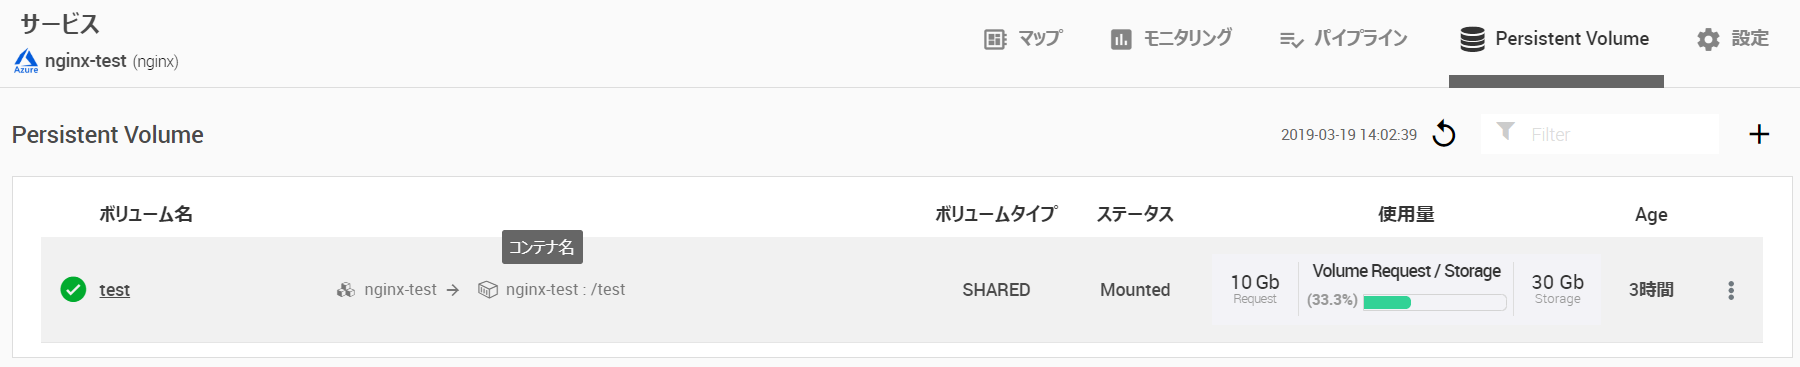 サービス
Azure nginx-test (nginx)
マップ モニタリング パイプライン Persistent Volume 設定
Persistent Volume
2019-03-19 14:02:39 Filter
ボリューム名 ボリュームタイプ ステータス 使用量 Age
コンテナ名
test nginx-test → nginx-test : /test SHARED Mounted
10 Gb Request
Volume Request / Storage
(33.3%)
30 Gb Storage
3時間